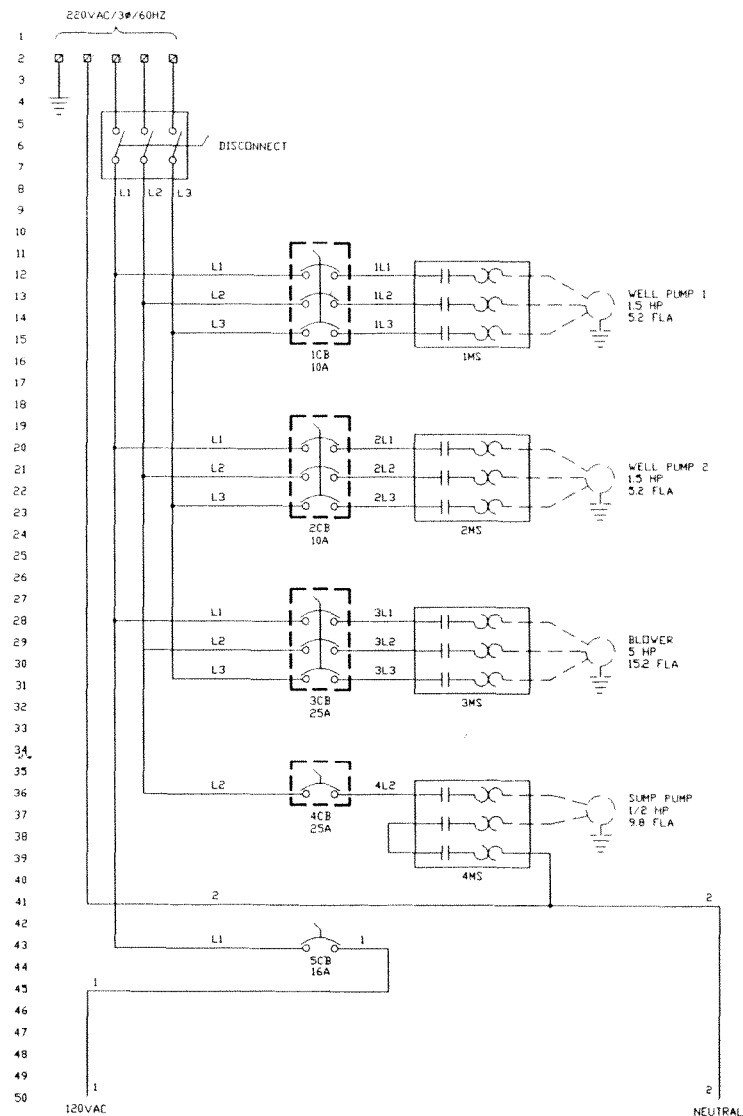 220VAC/3ø/60HZ
1
2
3
4
5
6 DISCONNECT
7
8 L1 L2 L3
9
10
11
12 L1 1L1
13 L2 1L2 WELL PUMP 1
1.5 HP
14 L3 1L3 5.2 FLA
15
16 1CB 1MS
10A
17
18
19
20 L1 2L1
21 L2 2L2 WELL PUMP 2
1.5 HP
22 L3 2L3 5.2 FLA
23
24 2CB 2MS
10A
25
26
27
28 L1 3L1
29 L2 3L2 BLOWER
5 HP
30 L3 3L3 15.2 FLA
31
32 3CB 3MS
25A
33
34
35
36 L2 4L2 SUMP PUMP
1/2 HP
37 4CB 9.8 FLA
25A
38
39
40 4MS
41 2 2
42
43 L1 1
5CB
44 16A
45 1
46
47
48
49
50 1 2
120VAC NEUTRAL